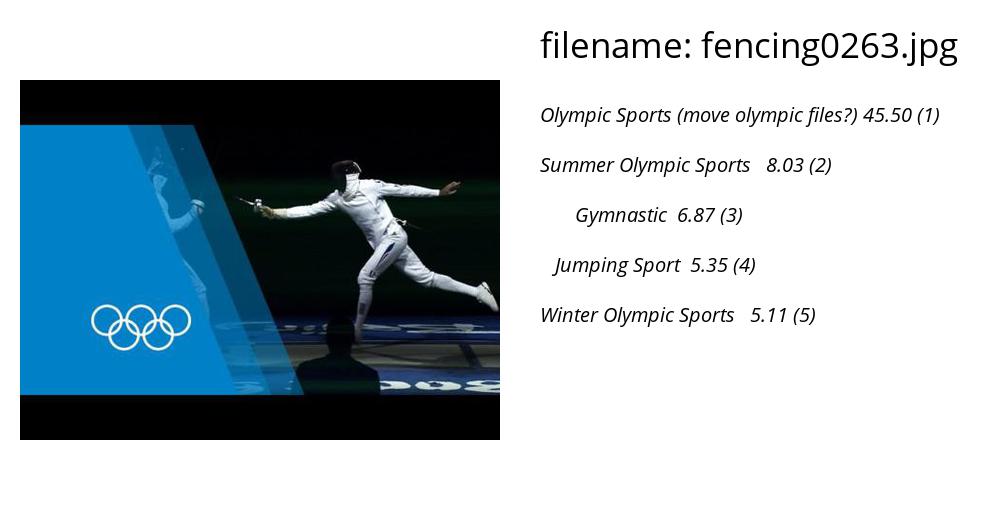 filename: fencing0263.jpg
Olympic Sports (move olympic files?) 45.50 (1)
Summer Olympic Sports 8.03 (2)
Gymnastic 6.87 (3)
Jumping Sport 5.35 (4)
Winter Olympic Sports 5.11 (5)